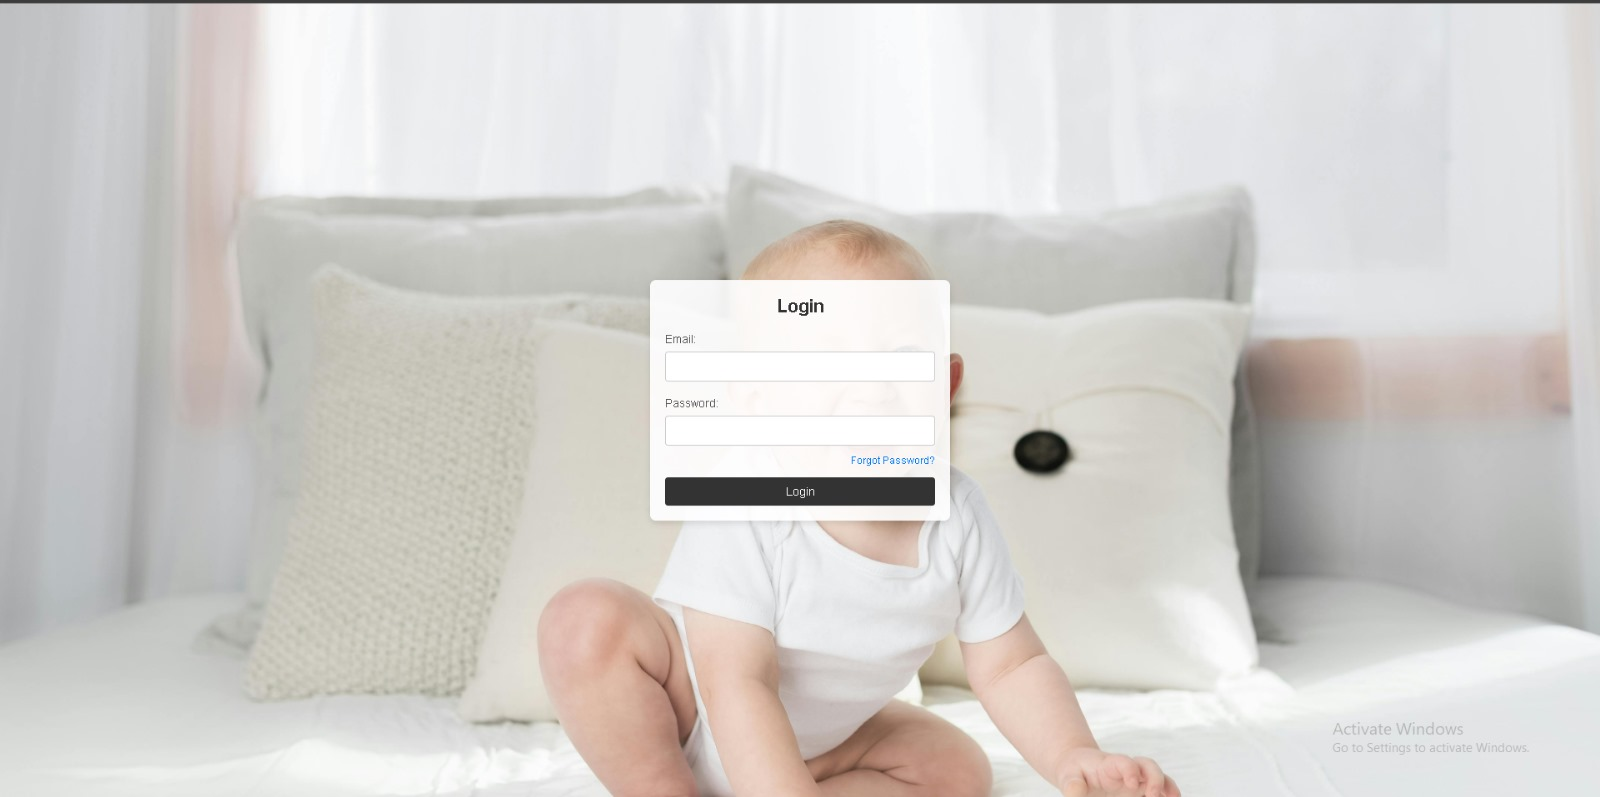 Login
Email:
Password:
Forgot Password?
Login
Activate Windows
Go to Settings to activate Windows.